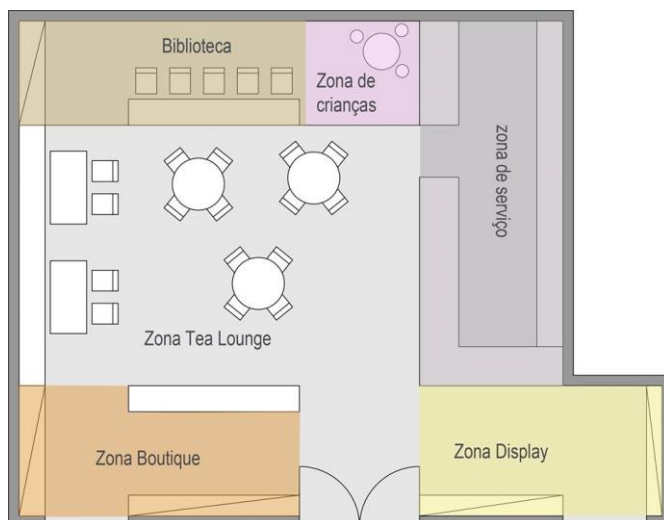 Biblioteca
Zona de
crianças
zona de serviço
Zona Tea Lounge
Zona Boutique
Zona Display